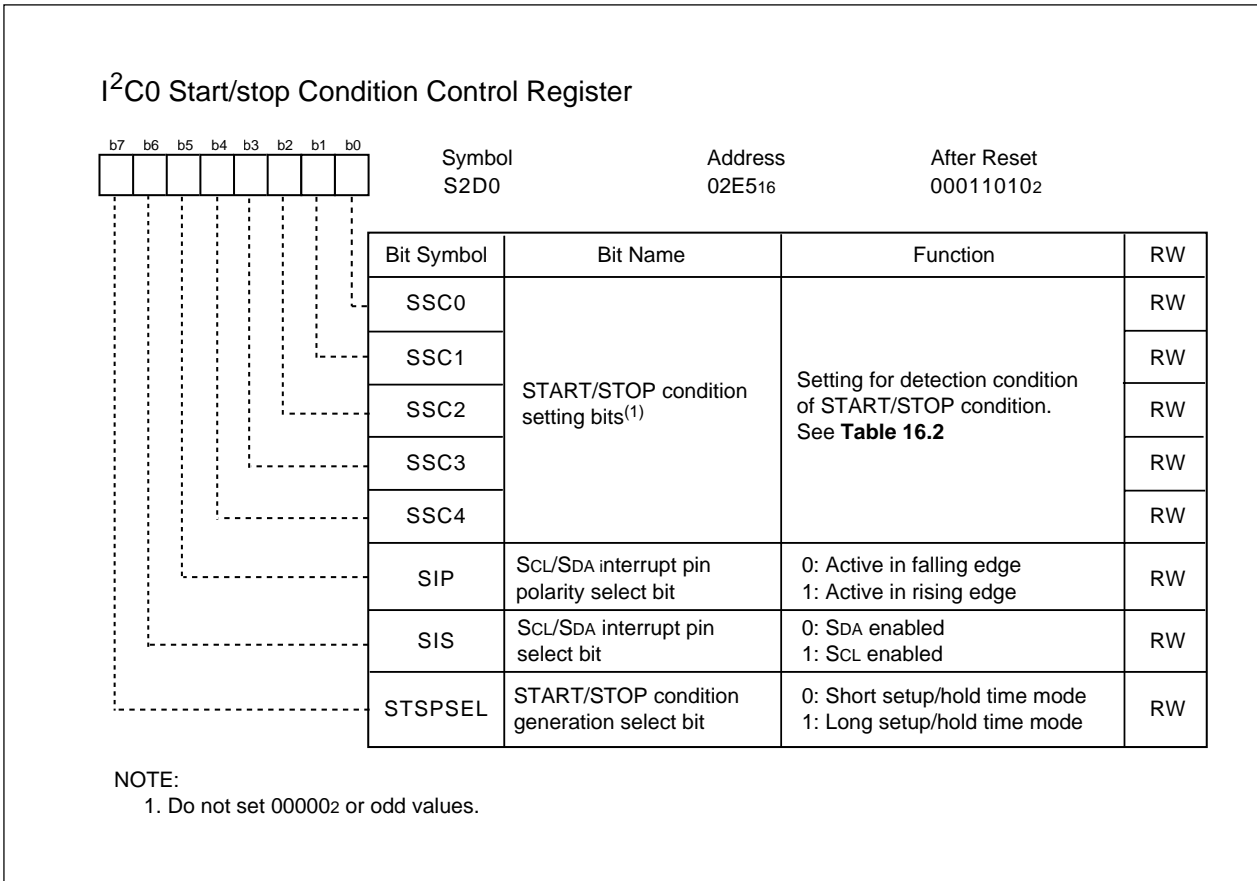 I2C0 Start/stop Condition Control Register
b7 b6 b5 b4 b3 b2 b1 b0
Symbol Address After Reset
S2D0 02E516 000110102
Bit Symbol Bit Name Function RW
SSC0 RW
SSC1 RW
SSC2 RW
SSC3 RW
SSC4 RW
START/STOP condition
setting bits(1)
Setting for detection condition
of START/STOP condition.
See Table 16.2
SIP
SCL/SDA interrupt pin
polarity select bit
0: Active in falling edge
1: Active in rising edge
RW
SIS
SCL/SDA interrupt pin
select bit
0: SDA enabled
1: SCL enabled
RW
STSPSEL
START/STOP condition
generation select bit
0: Short setup/hold time mode
1: Long setup/hold time mode
RW
NOTE:
1. Do not set 000002 or odd values.